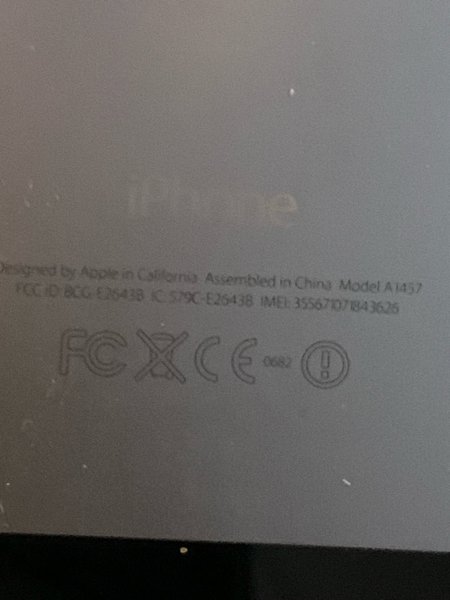 iPhone
Designed by Apple in California Assembled in China Model A1457
FCC ID: BCG-E2643B IC: 579C-E2643B IMEI: 355671071843626
FC CE 0682